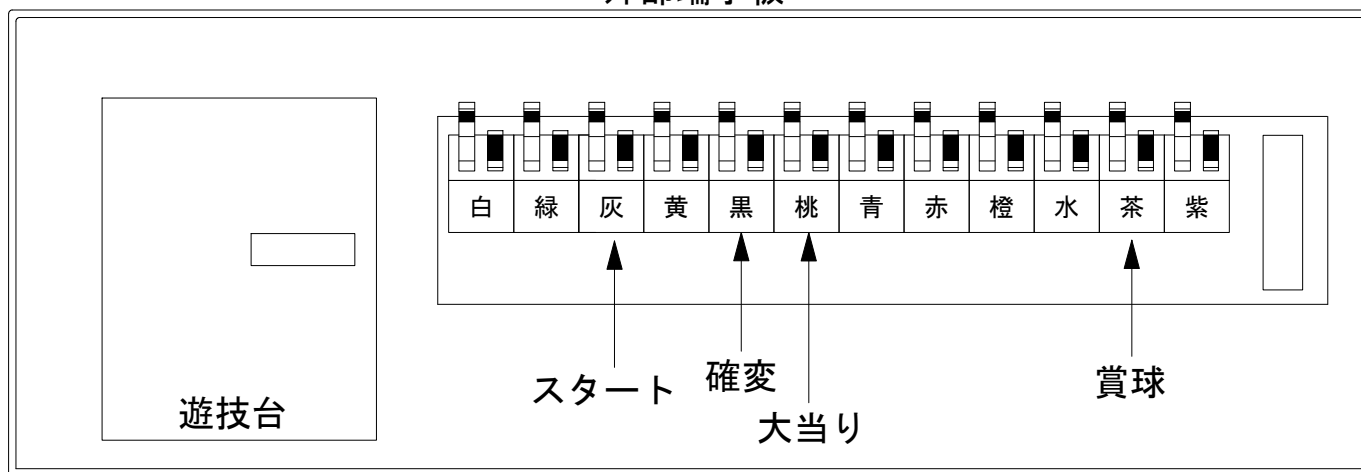 白 緑 灰 黄 黒 桃 青 赤 橙 水 茶 紫
スタート
確変
大当り
賞球
遊技台